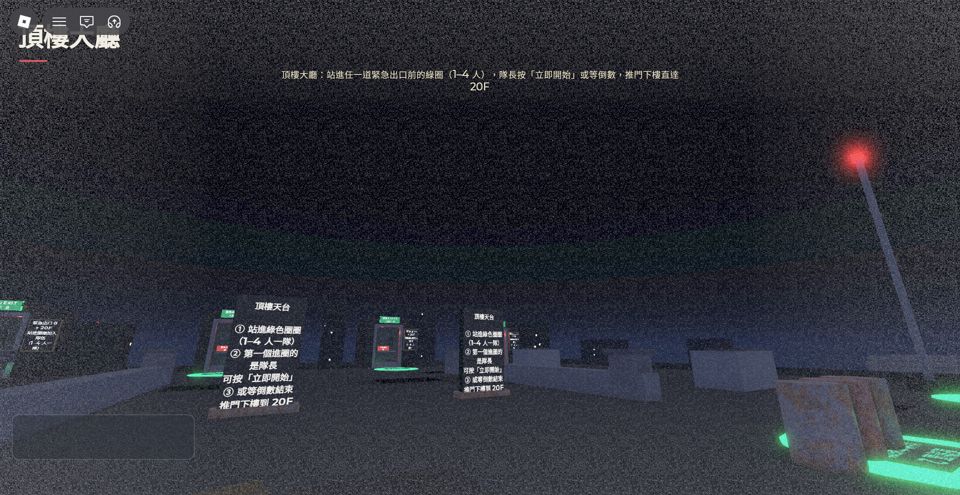 頂樓大廳
頂樓大廳：站進任一道緊急出口前的綠圈（1–4 人），隊長按「立即開始」或等倒數，推門下樓直達
20F
頂樓天台
① 站進綠色圈圈
（1–4 人一隊）
② 第一個進圈的
是隊長
可按「立即開始」
③ 或等倒數結束
推門下樓到 20F
頂樓天台
① 站進綠色圈圈
（1–4 人一隊）
② 第一個進圈的
是隊長
可按「立即開始」
③ 或等倒數結束
推門下樓到 20F